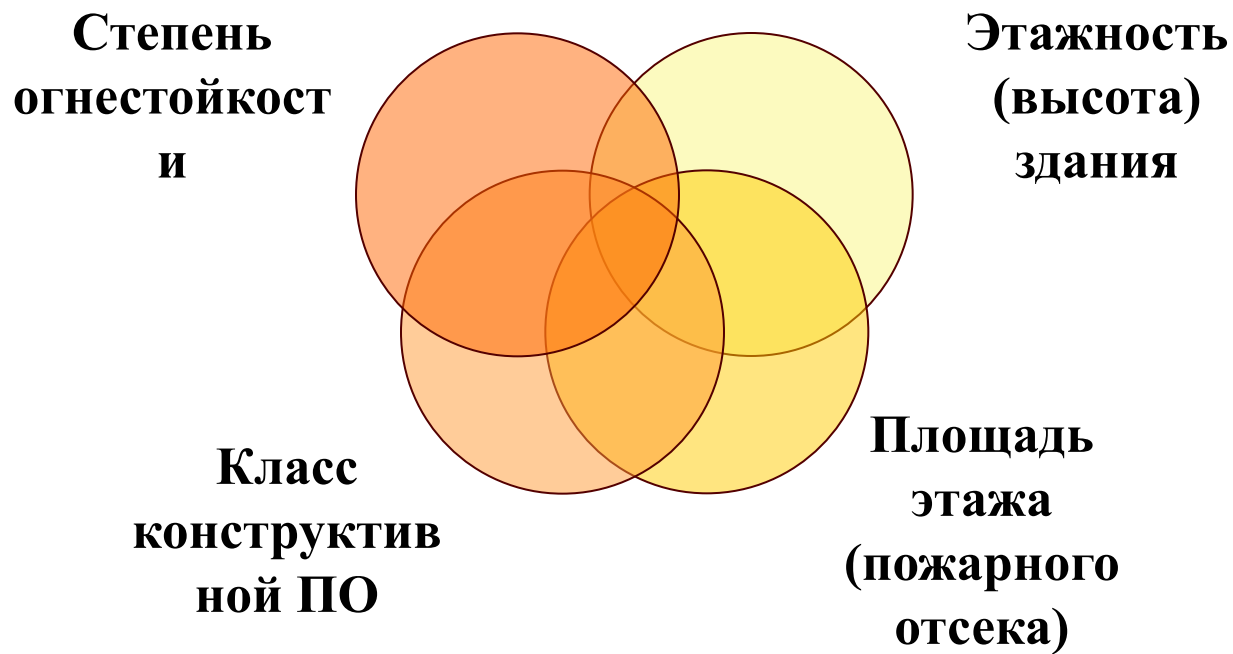 Степень
огнестойкост
и
Этажность
(высота)
здания
Класс
конструктив
ной ПО
Площадь
этажа
(пожарного
отсека)